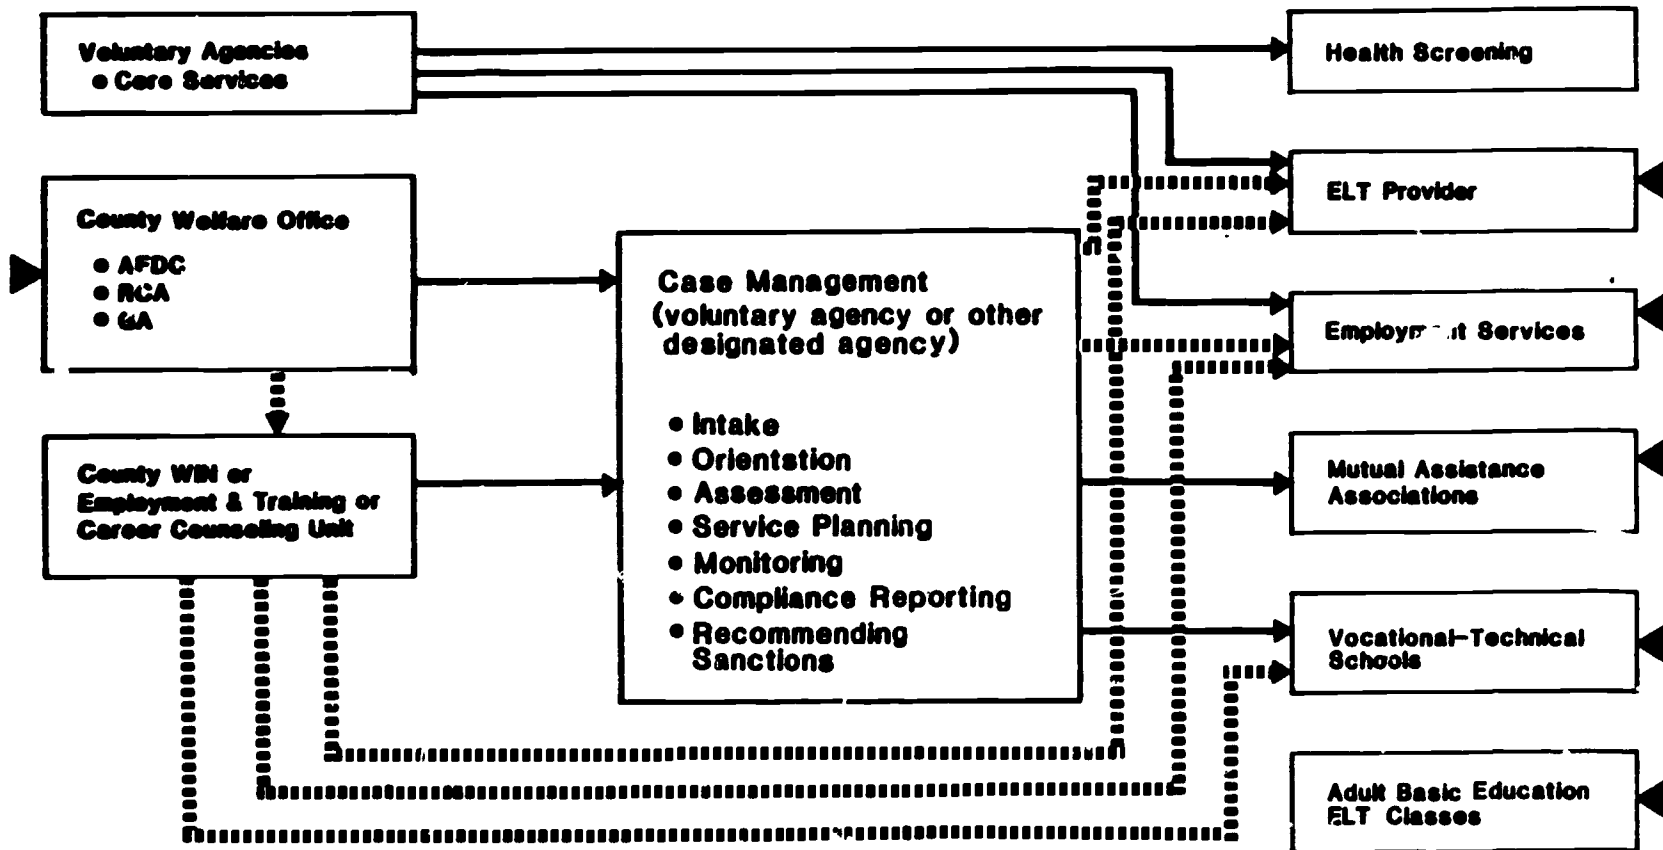 Voluntary Agencies
• Core Services
County Welfare Office
• AFDC
• RCA
• GA
County WIN or
Employment & Training or
Career Counseling Unit
Case Management
(voluntary agency or other
designated agency)
• Intake
• Orientation
• Assessment
• Service Planning
• Monitoring
• Compliance Reporting
• Recommending
Sanctions
Health Screening
ELT Provider
Employment Services
Mutual Assistance
Associations
Vocational-Technical
Schools
Adult Basic Education
ELT Classes